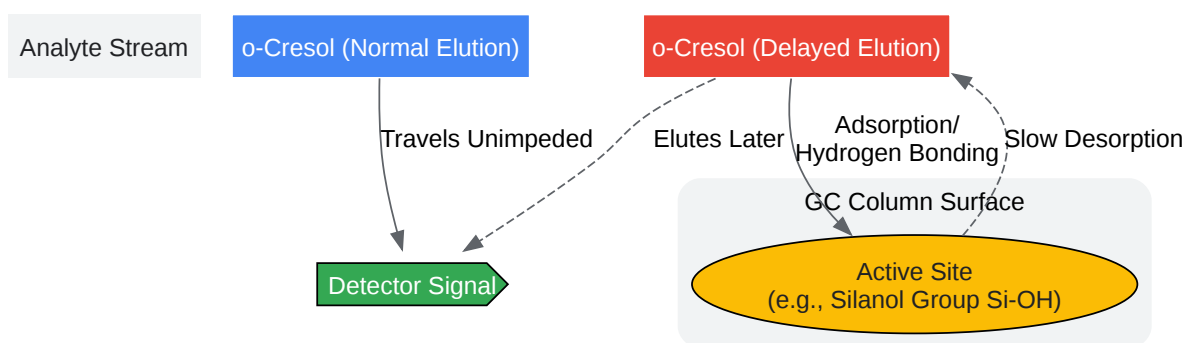 Analyte Stream
o-Cresol (Normal Elution)
o-Cresol (Delayed Elution)
Travels Unimpeded
Elutes Later
Adsorption/
Hydrogen Bonding
Slow Desorption
GC Column Surface
Detector Signal
Active Site
(e.g., Silanol Group Si-OH)